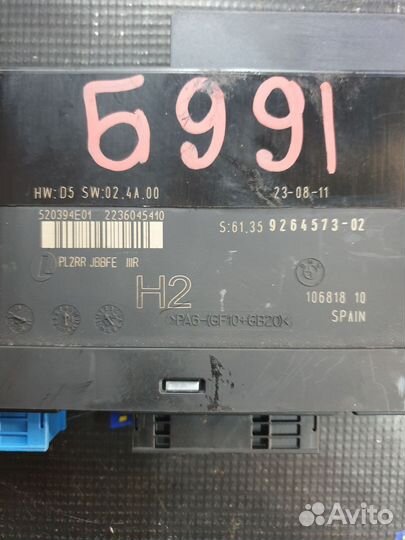 Б991
HW:D5 SW:02.4A.00 23-08-11
520394E01 2236045410
S:61.35 9264573-02
PL2RR JBBFE IIIR
H2
106818 10
>PA6-(GF10+GB20)<
SPAIN
Avito